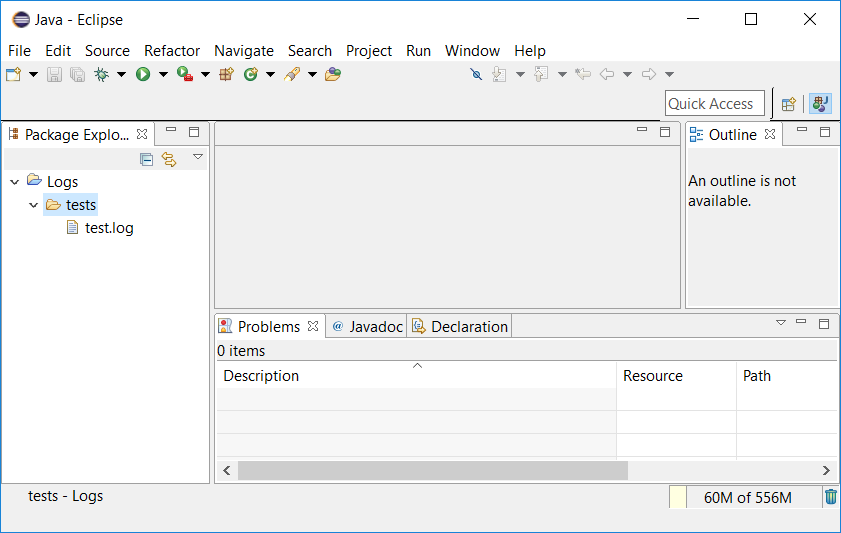 Java - Eclipse
File Edit Source Refactor Navigate Search Project Run Window Help
Quick Access
Package Explo...
Logs
tests
test.log
Outline
An outline is not
available.
Problems @ Javadoc Declaration
0 items
Description Resource Path
tests - Logs
60M of 556M